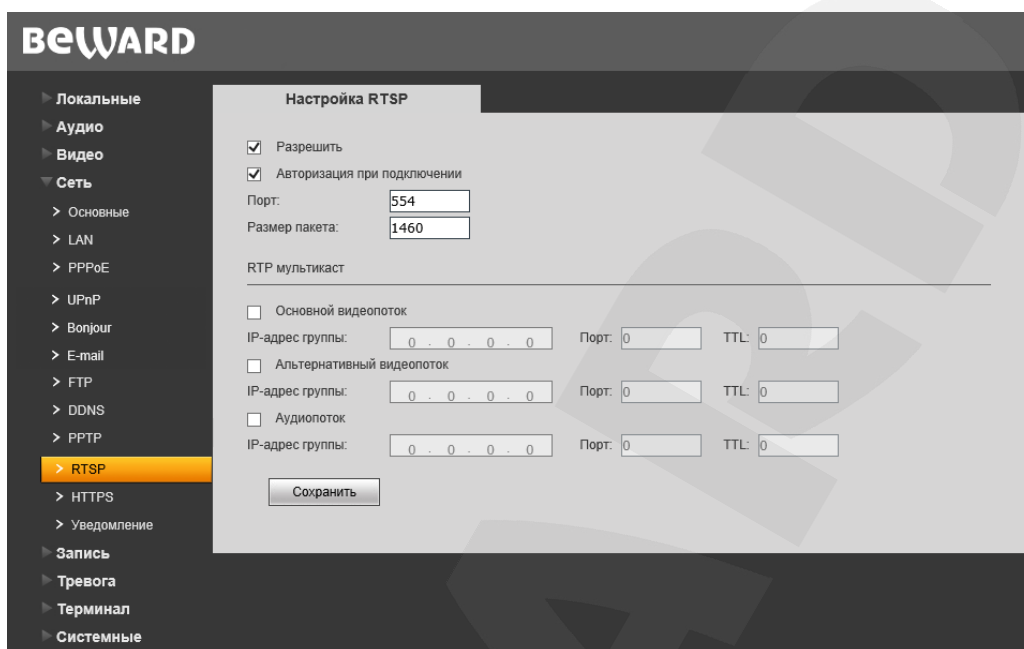 BEWARD
Локальные
Аудио
Видео
Сеть
Основные
LAN
PPPoE
UPnP
Bonjour
E-mail
FTP
DDNS
PPTP
RTSP
HTTPS
Уведомление
Запись
Тревога
Терминал
Системные
Настройка RTSP
Разрешить
Авторизация при подключении
Порт: 554
Размер пакета: 1460
RTP мультикаст
Основной видеопоток
IP-адрес группы: 0 . 0 . 0 . 0 Порт: 0 TTL: 0
Альтернативный видеопоток
IP-адрес группы: 0 . 0 . 0 . 0 Порт: 0 TTL: 0
Аудиопоток
IP-адрес группы: 0 . 0 . 0 . 0 Порт: 0 TTL: 0
Сохранить